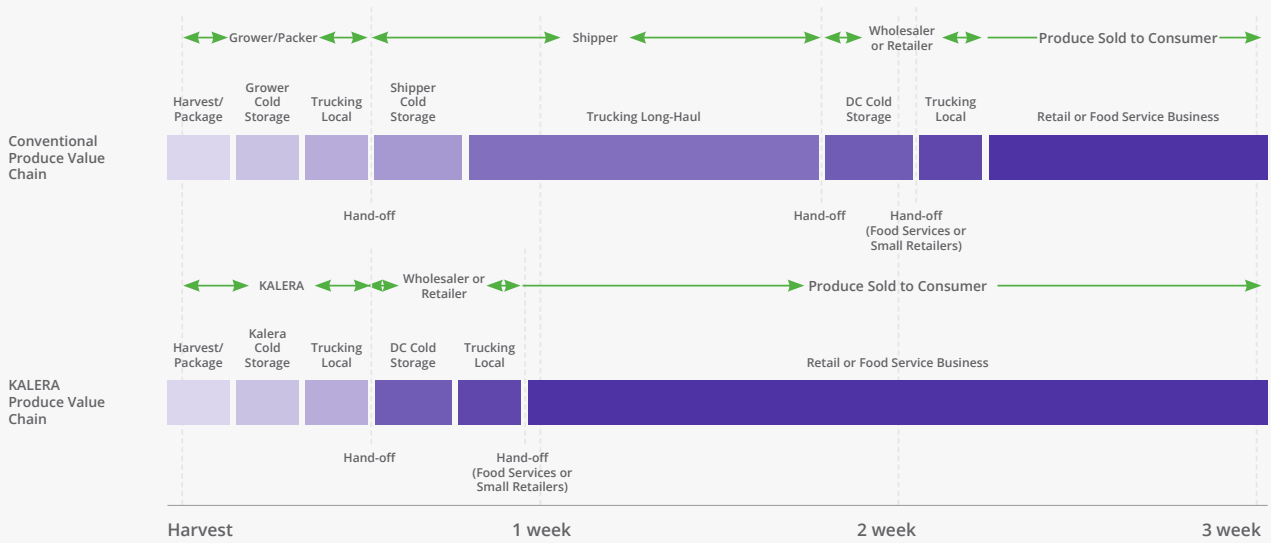 Grower/Packer
Shipper
Wholesaler
or Retailer
Produce Sold to Consumer
Harvest/
Package
Grower
Cold
Storage
Trucking
Local
Shipper
Cold
Storage
Trucking Long-Haul
DC Cold
Storage
Trucking
Local
Retail or Food Service Business
Conventional
Produce Value
Chain
Hand-off
Hand-off
Hand-off
(Food Services or
Small Retailers)
KALERA
Wholesaler or
Retailer
Produce Sold to Consumer
Harvest/
Package
Kalera
Cold
Storage
Trucking
Local
DC Cold
Storage
Trucking
Local
Retail or Food Service Business
KALERA
Produce Value
Chain
Hand-off
Hand-off
(Food Services or
Small Retailers)
Harvest
1 week
2 week
3 week